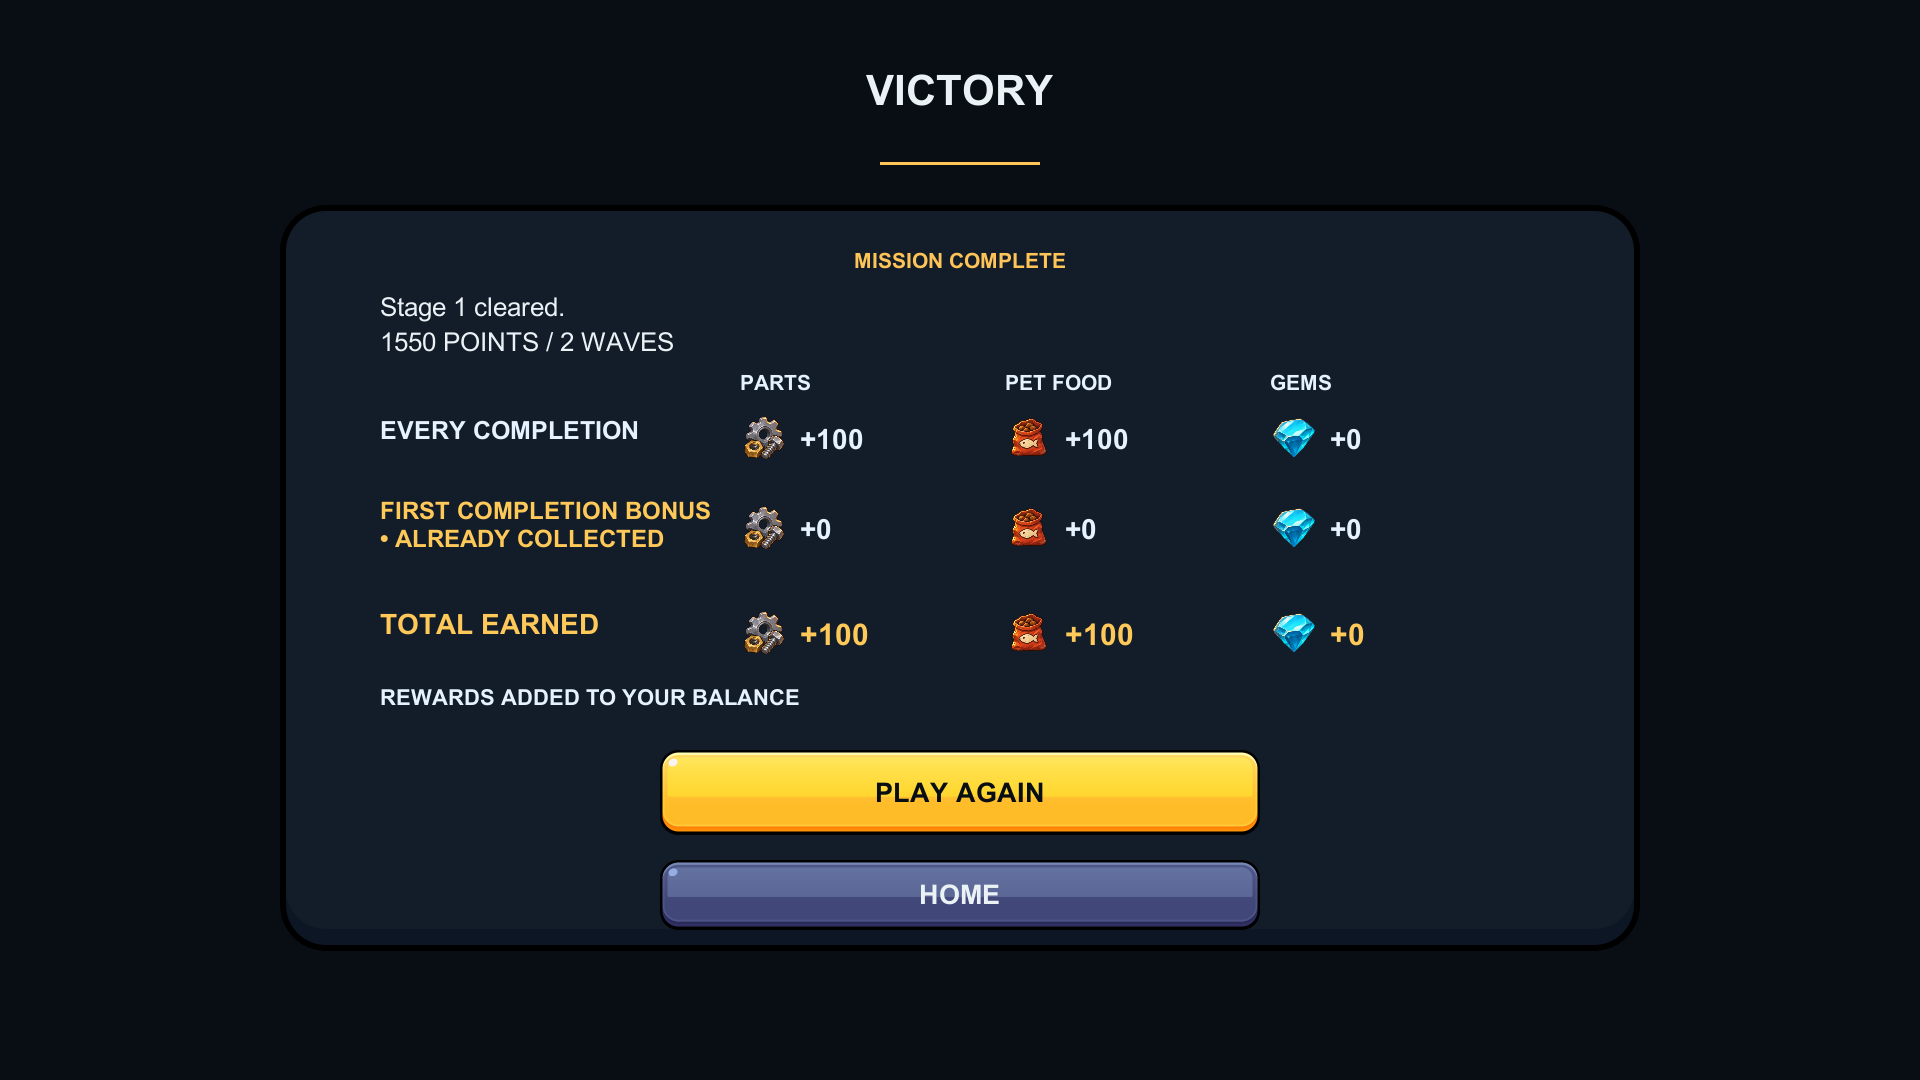 VICTORY
MISSION COMPLETE
Stage 1 cleared.
1550 POINTS / 2 WAVES
PARTS PET FOOD GEMS
EVERY COMPLETION +100 +100 +0
FIRST COMPLETION BONUS
• ALREADY COLLECTED +0 +0 +0
TOTAL EARNED +100 +100 +0
REWARDS ADDED TO YOUR BALANCE
PLAY AGAIN
HOME